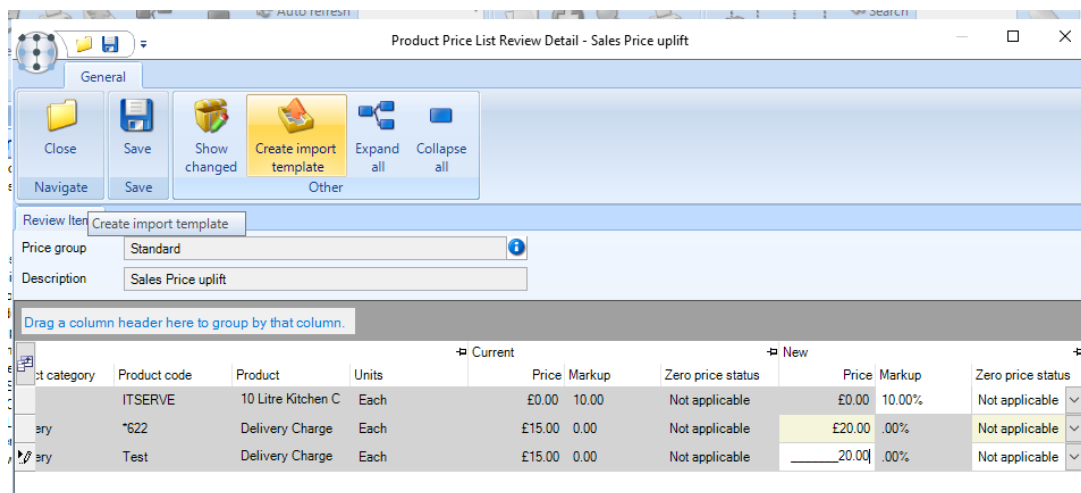 Auto refresh Search
Product Price List Review Detail - Sales Price uplift
General
Close Save Show changed Create import template Expand all Collapse all
Navigate Save Other
Review Iten
Create import template
Price group Standard
Description Sales Price uplift
Drag a column header here to group by that column.
Current New
ct category Product code Product Units Price Markup Zero price status Price Markup Zero price status
ITSERVE 10 Litre Kitchen C Each £0.00 10.00 Not applicable £0.00 10.00% Not applicable
ery *622 Delivery Charge Each £15.00 0.00 Not applicable £20.00 .00% Not applicable
ery Test Delivery Charge Each £15.00 0.00 Not applicable ______20.00 .00% Not applicable